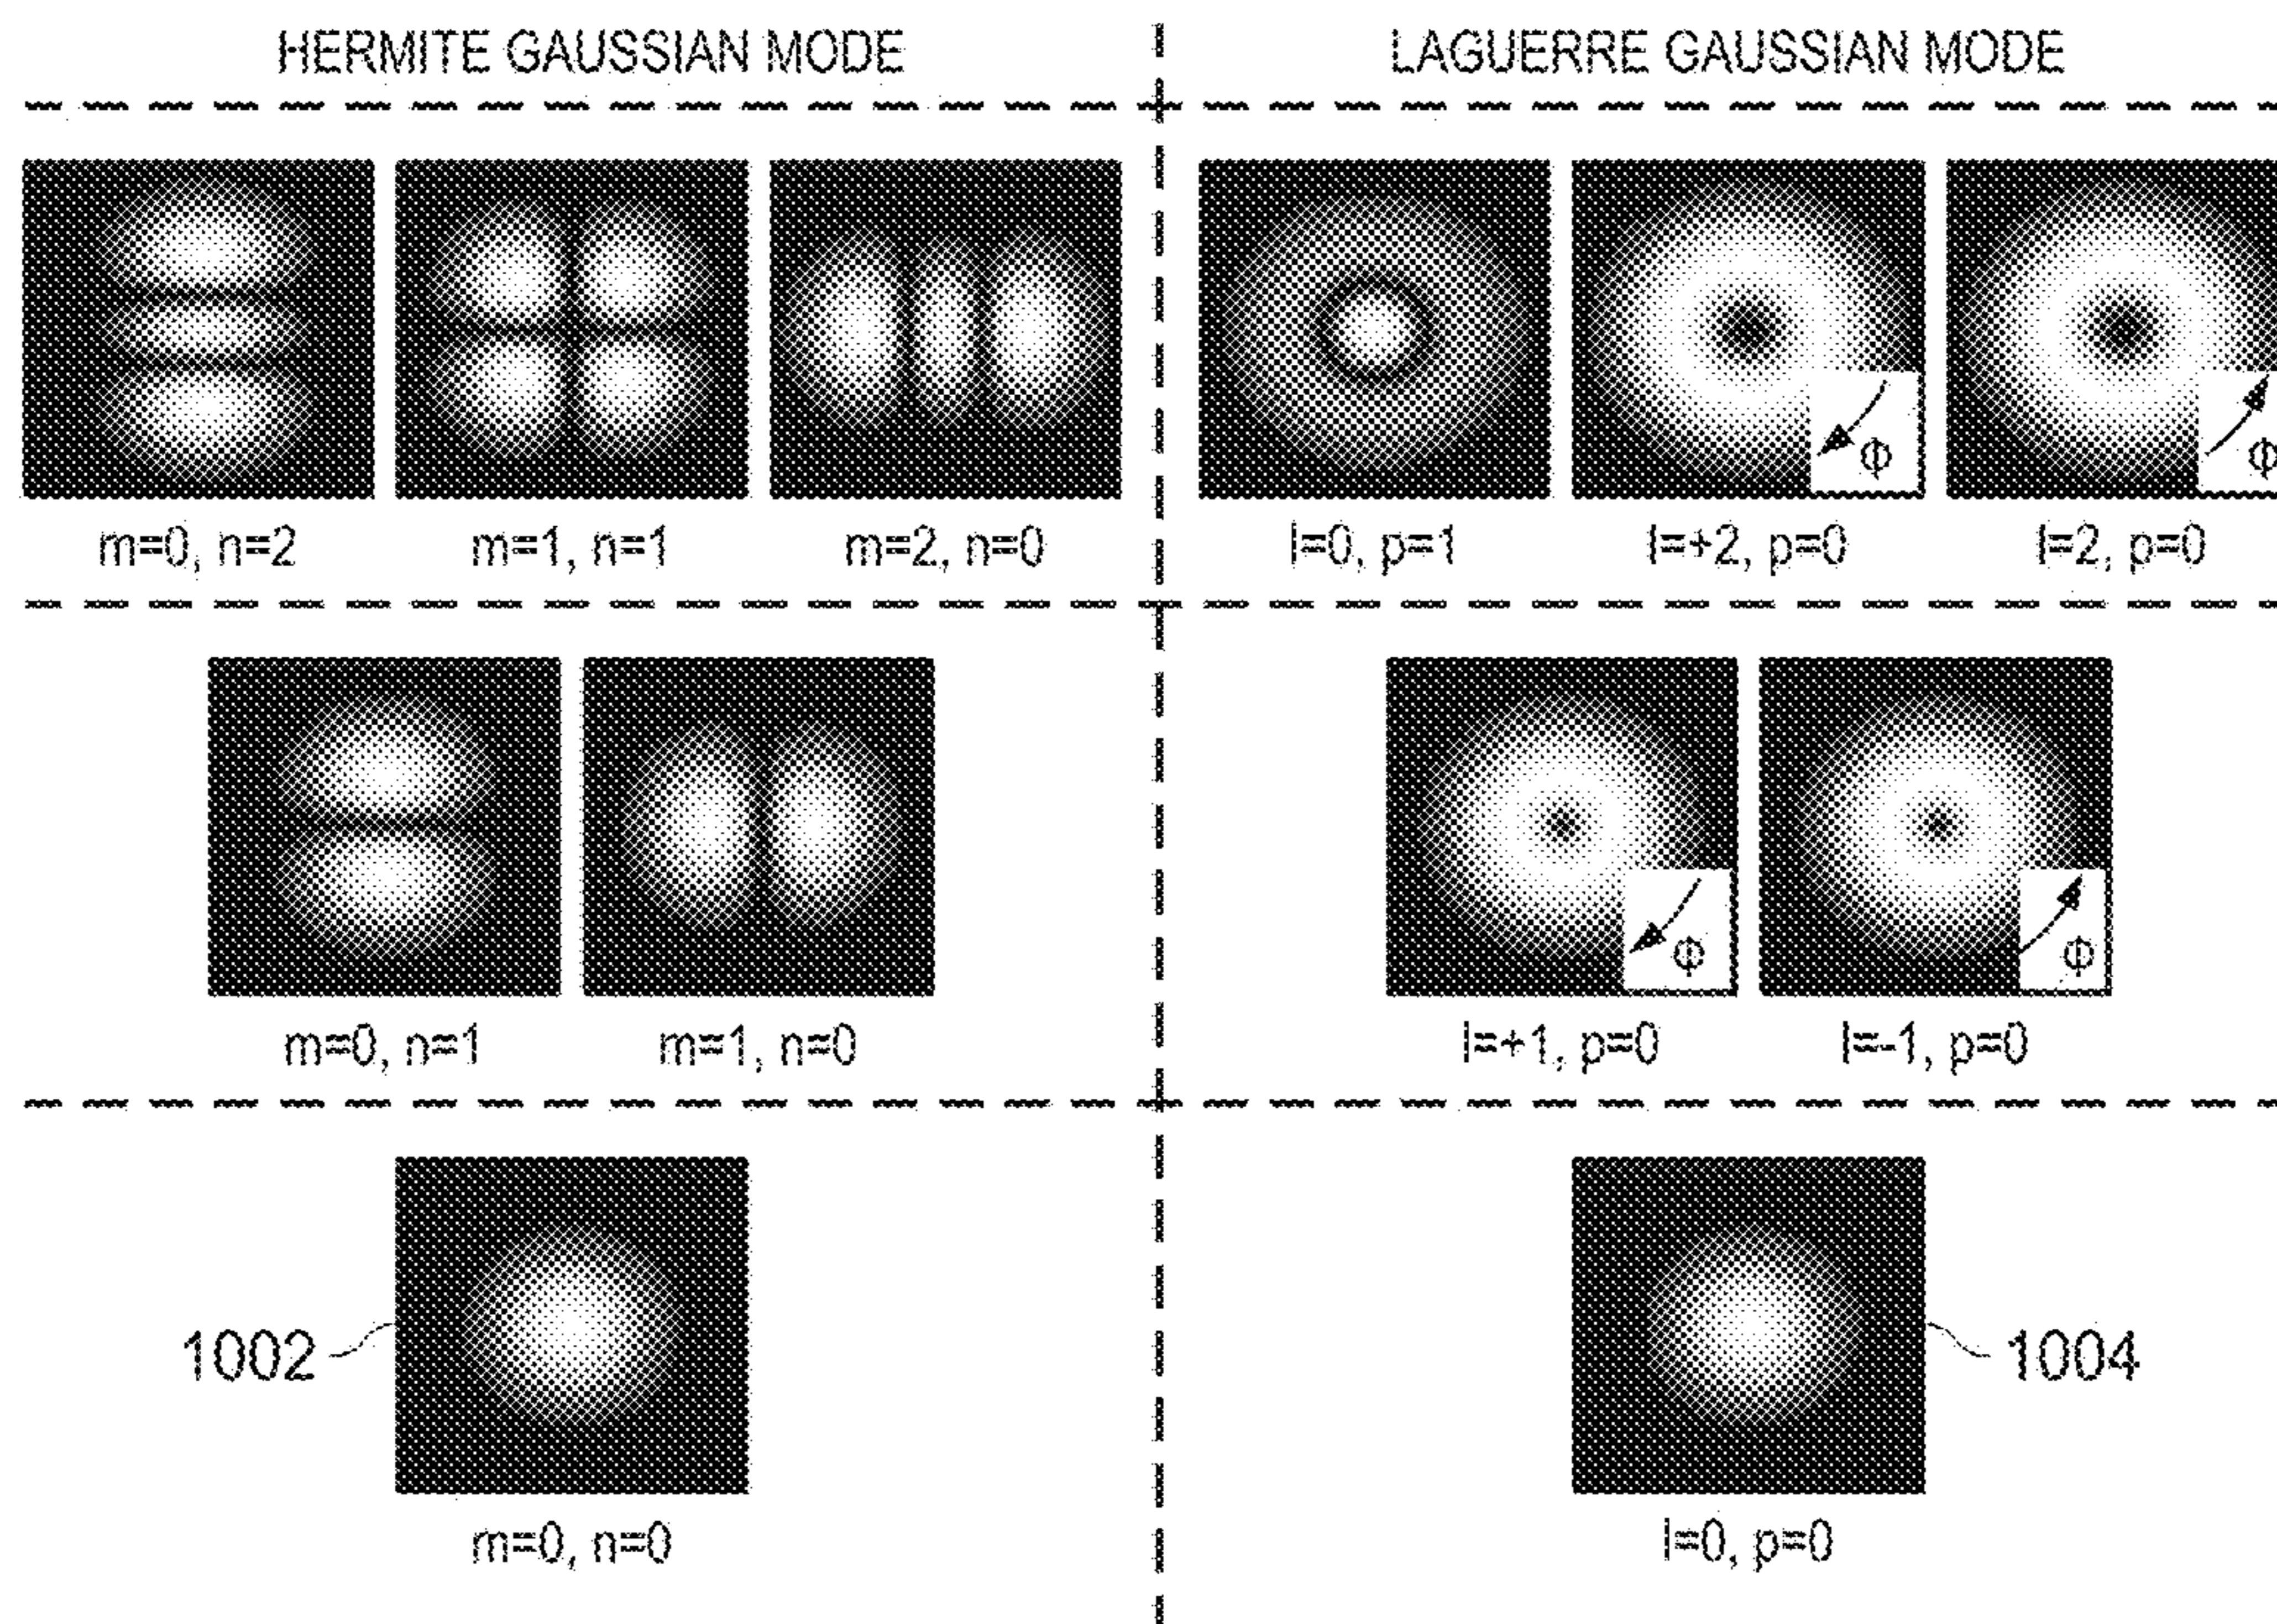 HERMITE GAUSSIAN MODE
LAGUERRE GAUSSIAN MODE
Φ
Φ
m=0, n=2
m=1, n=1
m=2, n=0
l=0, p=1
l=+2, p=0
l=2, p=0
Φ
Φ
m=0, n=1
m=1, n=0
l=+1, p=0
l=-1, p=0
1002
1004
m=0, n=0
l=0, p=0